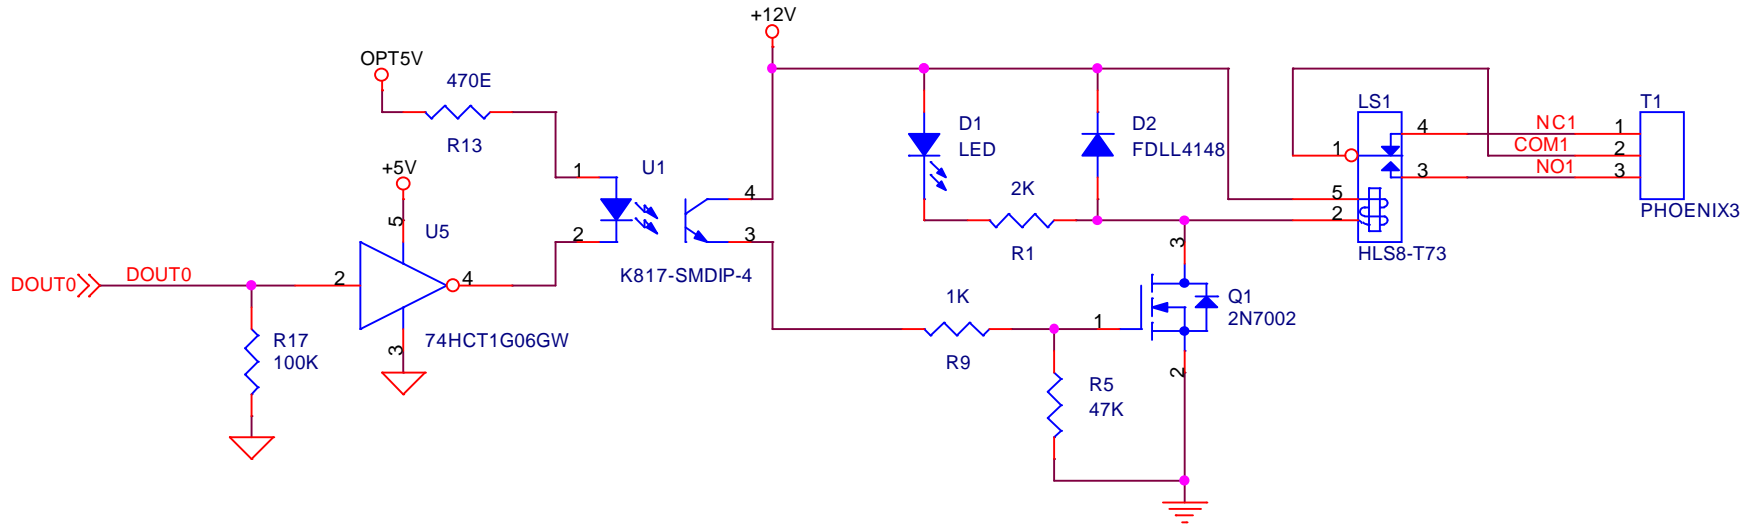 +12V
OPT5V
470E
R13
+5V
U1
1
2
4
3
K817-SMDIP-4
5
U5
DOUT0
DOUT0
2
4
3
74HCT1G06GW
R17
100K
D1
LED
D2
FDLL4148
2K
R1
1K
R9
R5
47K
3
1
2
Q1
2N7002
LS1
1
4
3
5
2
HLS8-T73
NC1
COM1
NO1
T1
1
2
3
PHOENIX3